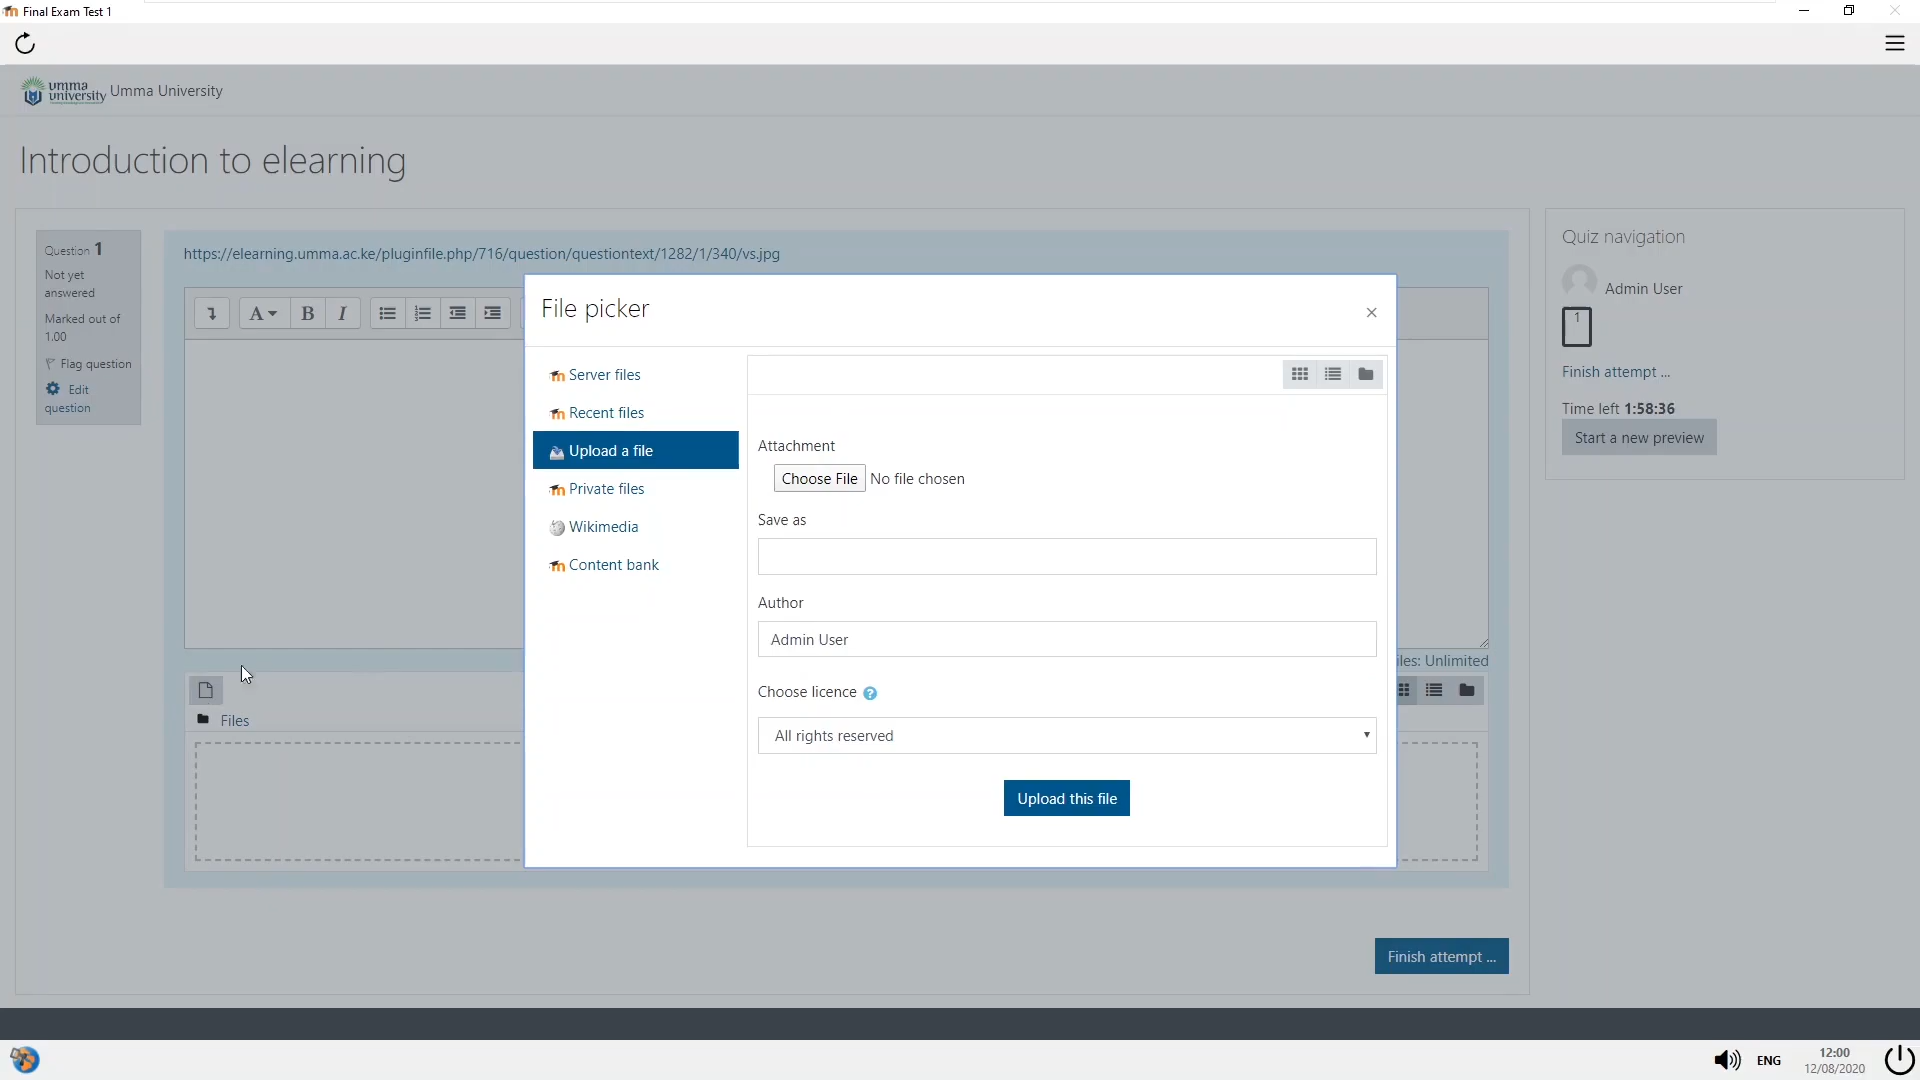 Final Exam Test 1
umma university Umma University
Introduction to elearning
Question 1
Not yet
answered
Marked out of
1.00
Flag question
Edit
question
https://elearning.umma.ac.ke/pluginfile.php/716/question/questiontext/1282/1/340/vs.jpg
A B I
iles: Unlimited
Files
File picker
×
Server files
Recent files
Upload a file
Private files
Wikimedia
Content bank
Attachment
Choose File No file chosen
Save as
Author
Admin User
Choose licence ?
All rights reserved
Upload this file
Finish attempt ...
Quiz navigation
Admin User
1
Finish attempt ...
Time left 1:58:36
Start a new preview
ENG
12:00
12/08/2020